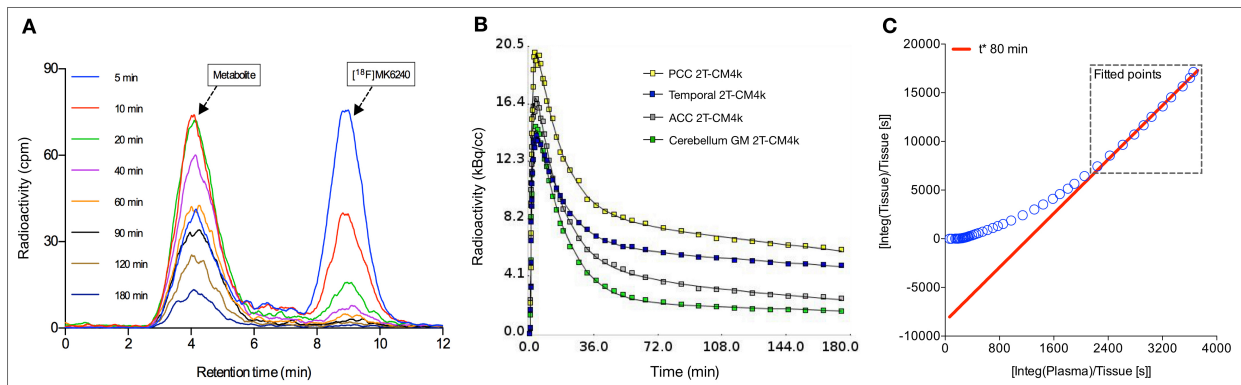 A
Radioactivity (cpm)
90
60
30
0
5 min
10 min
20 min
40 min
60 min
90 min
120 min
180 min
Metabolite
[18F]MK6240
0
2
4
6
8
10
12
Retention time (min)
B
Radioactivity (kBq/cc)
20.5
16.4
12.3
8.2
4.1
0.0
PCC 2T-CM4k
Temporal 2T-CM4k
ACC 2T-CM4k
Cerebellum GM 2T-CM4k
0.0
36.0
72.0
108.0
144.0
180.0
Time (min)
C
[Integ(Tissue)/Tissue [s]]
20000
15000
10000
5000
0
-5000
-10000
t* 80 min
Fitted points
0
800
1600
2400
3200
4000
[Integ(Plasma)/Tissue [s]]